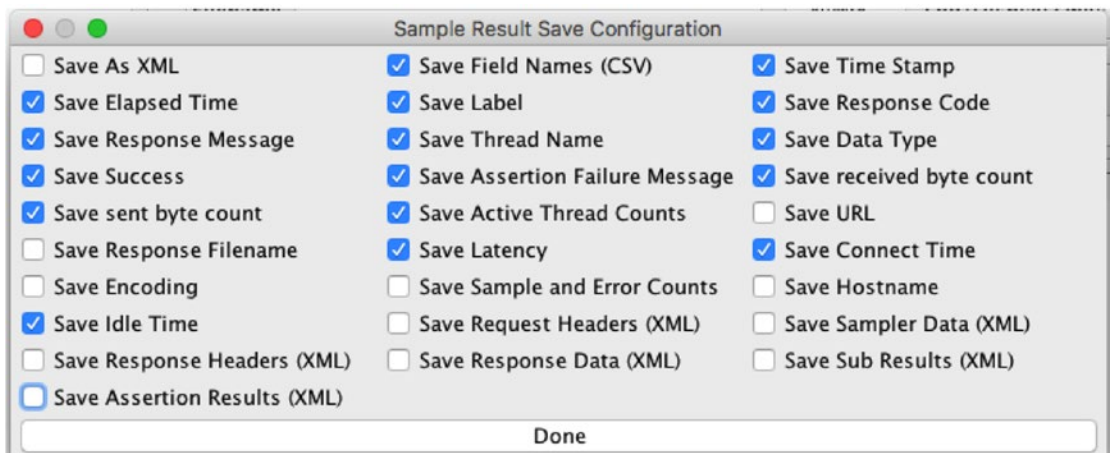 Sample Result Save Configuration
Save As XML Save Field Names (CSV) Save Time Stamp
Save Elapsed Time Save Label Save Response Code
Save Response Message Save Thread Name Save Data Type
Save Success Save Assertion Failure Message Save received byte count
Save sent byte count Save Active Thread Counts Save URL
Save Response Filename Save Latency Save Connect Time
Save Encoding Save Sample and Error Counts Save Hostname
Save Idle Time Save Request Headers (XML) Save Sampler Data (XML)
Save Response Headers (XML) Save Response Data (XML) Save Sub Results (XML)
Save Assertion Results (XML)
Done